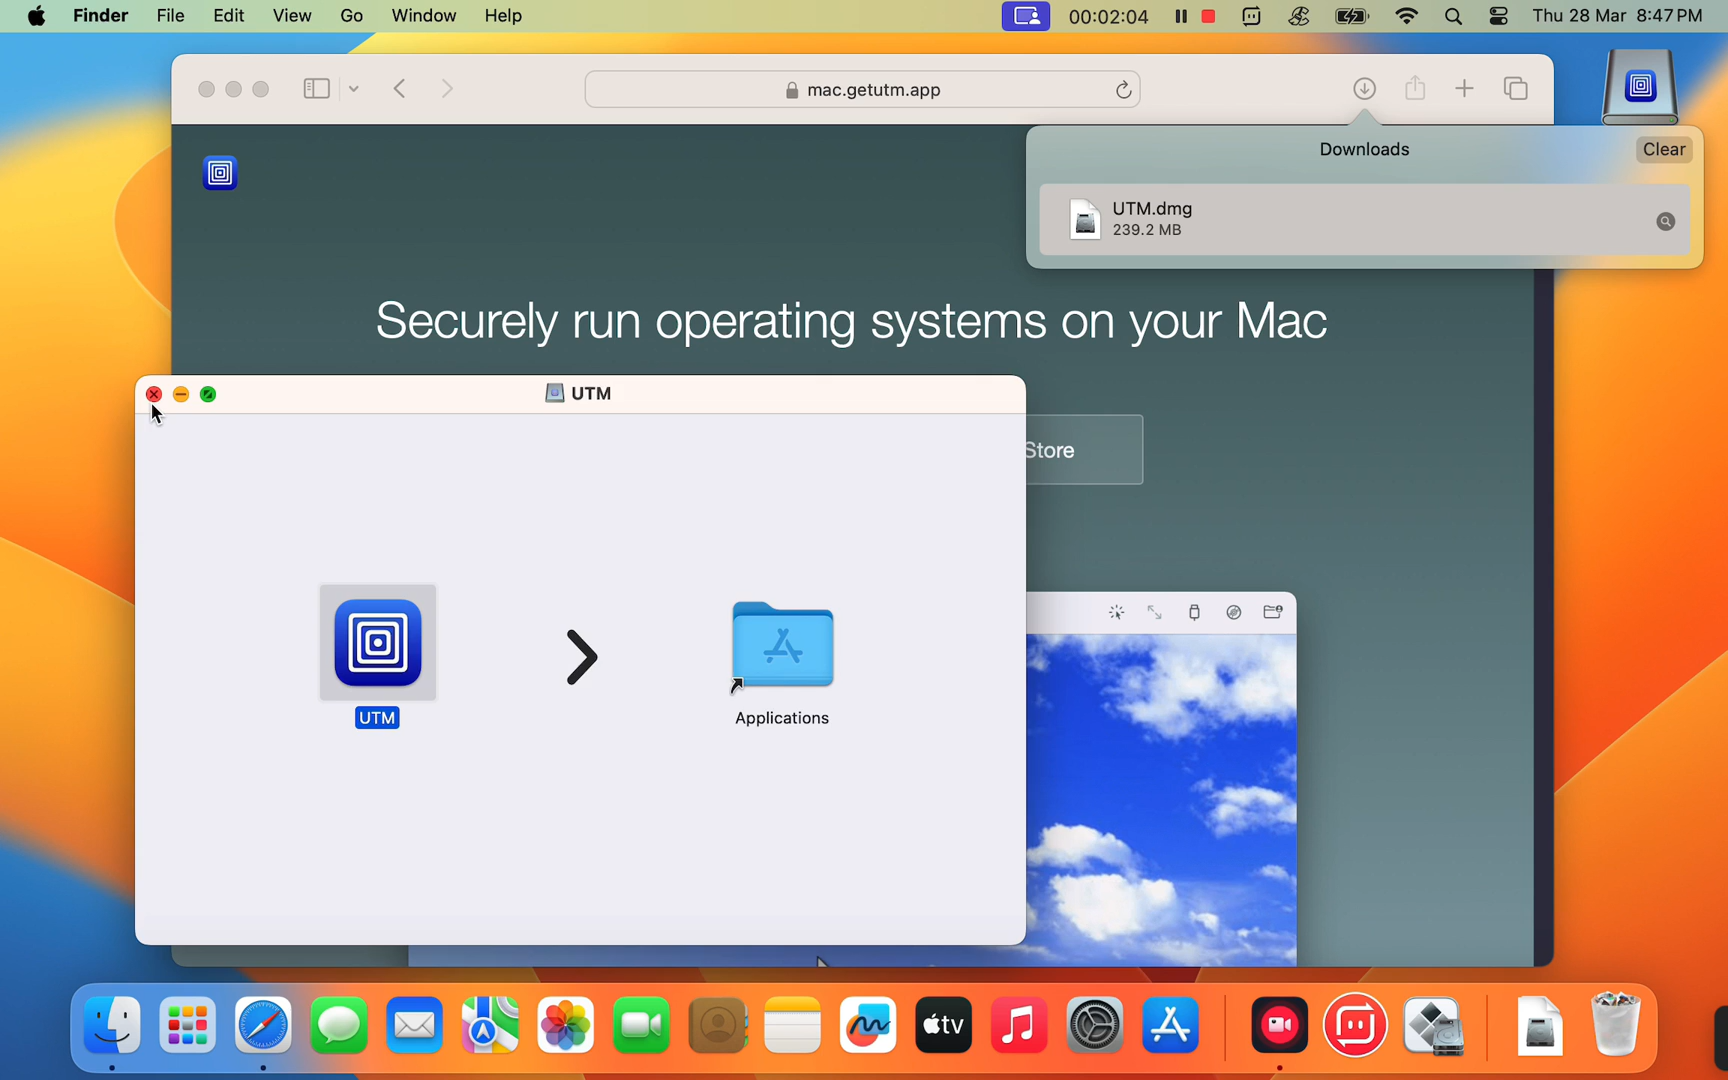 Finder File Edit View Go Window Help 00:02:04 Thu 28 Mar 8:47 PM
mac.getutm.app
Downloads Clear
UTM.dmg
239.2 MB
Securely run operating systems on your Mac
UTM
Store
UTM Applications
tv